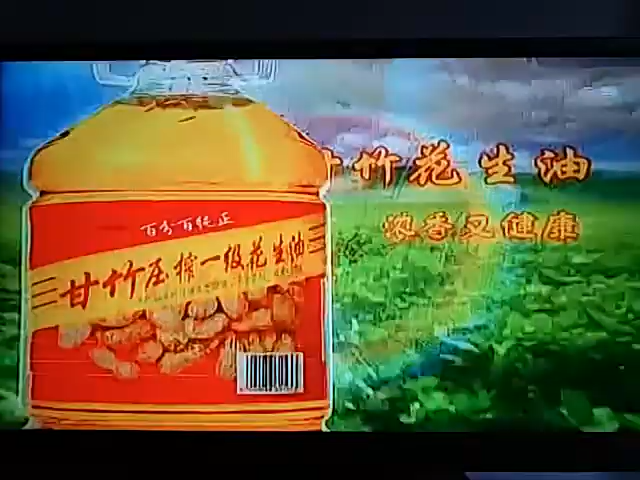 甘竹花生油
浓香又健康
百分百纯正
甘竹压榨一级花生油